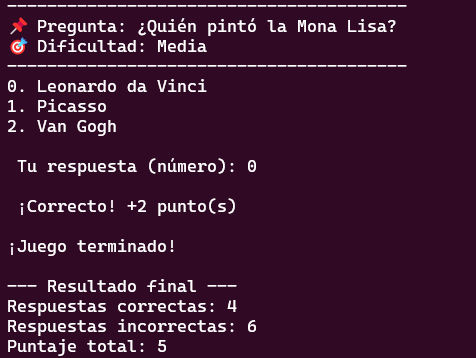 ----------------------------------------
📌 Pregunta: ¿Quién pintó la Mona Lisa?
🎯 Dificultad: Media
----------------------------------------
0. Leonardo da Vinci
1. Picasso
2. Van Gogh
Tu respuesta (número): 0
¡Correcto! +2 punto(s)
¡Juego terminado!
--- Resultado final ---
Respuestas correctas: 4
Respuestas incorrectas: 6
Puntaje total: 5